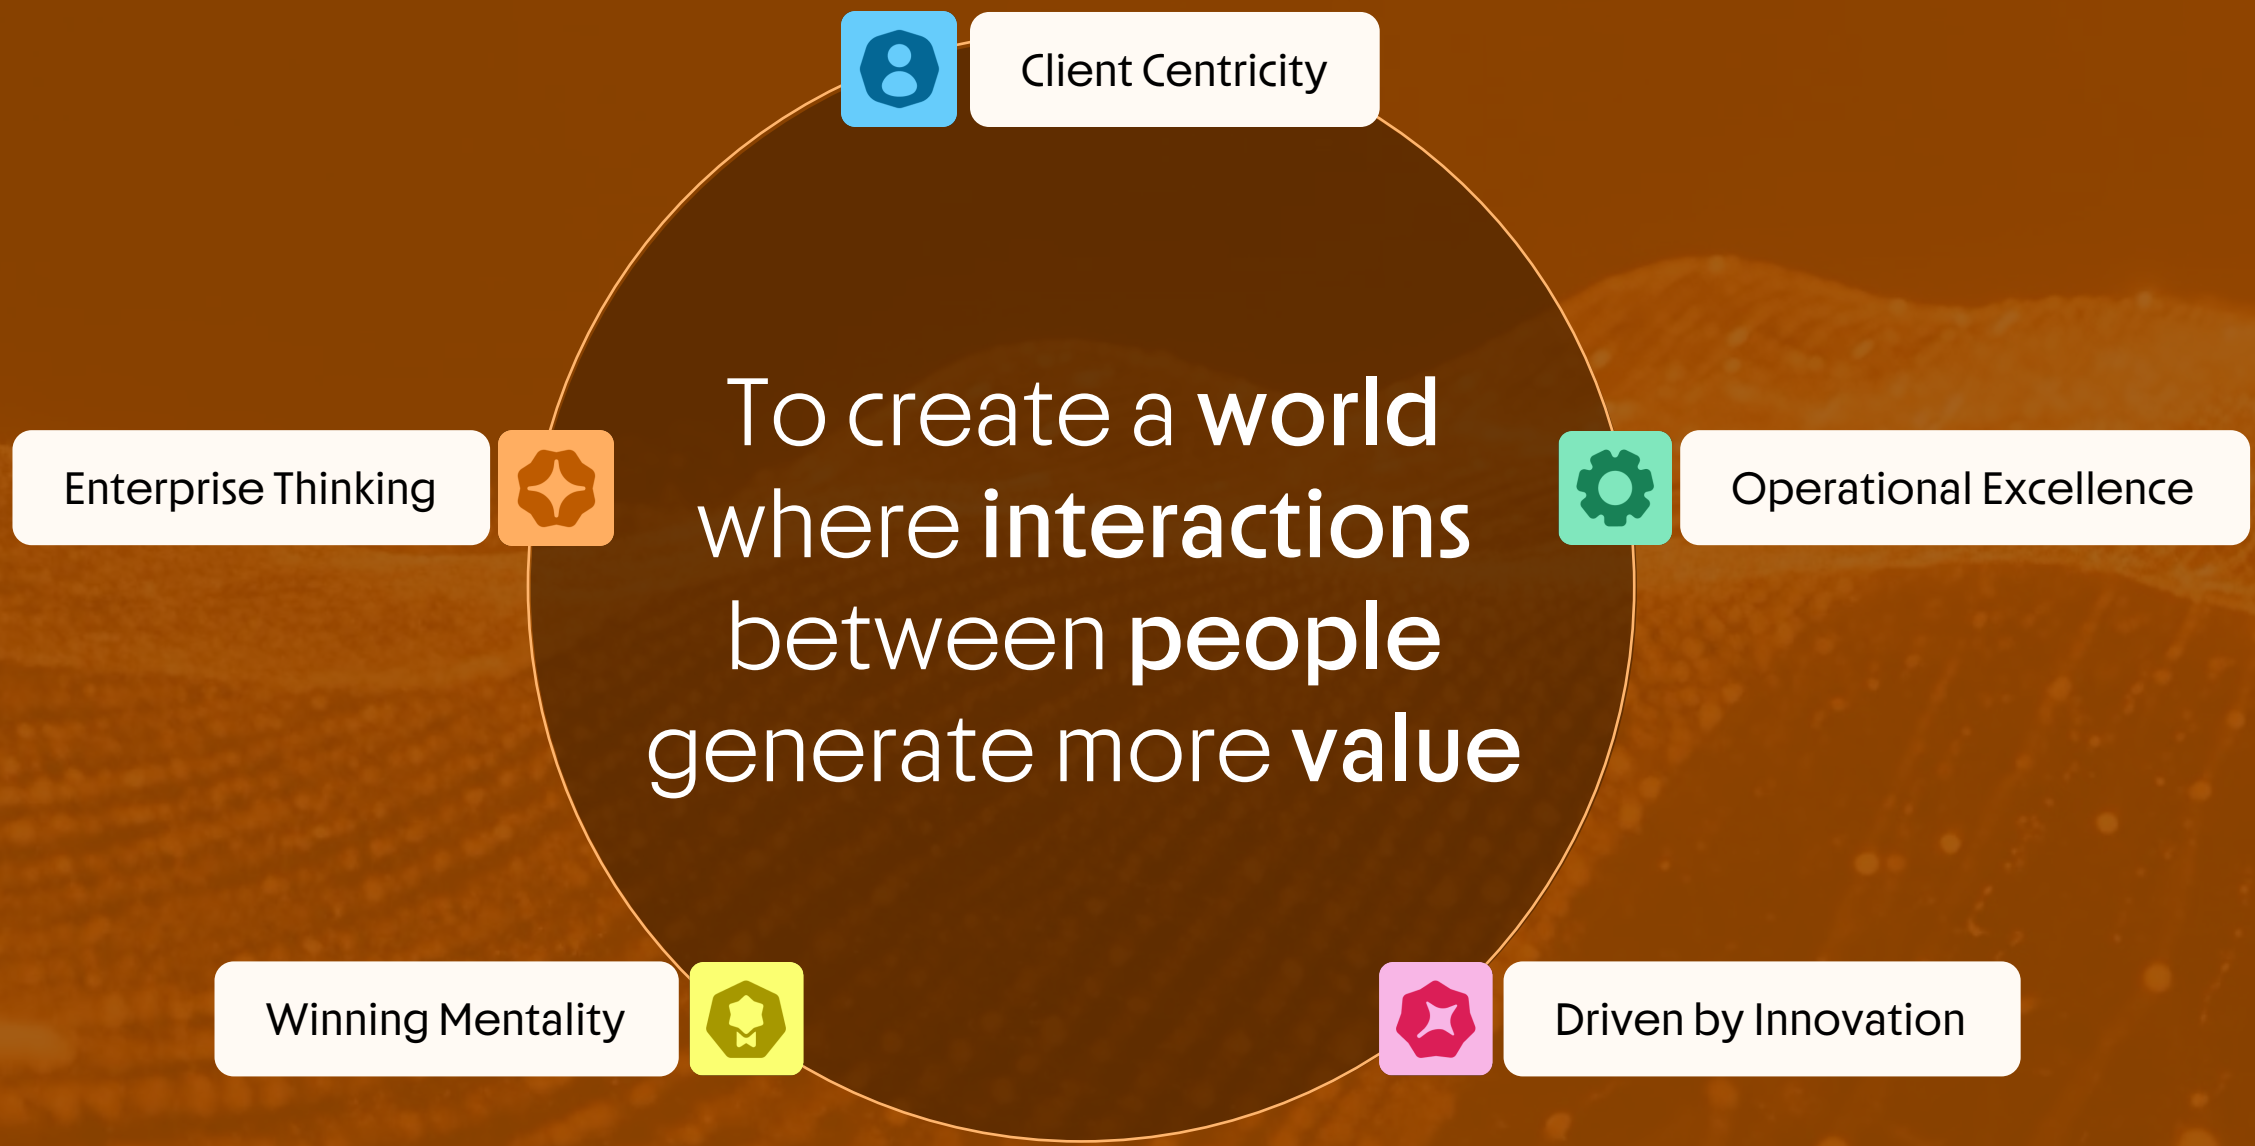 Client Centricity
Enterprise Thinking
Operational Excellence
To create a world
where interactions
between people
generate more value
Winning Mentality
Driven by Innovation